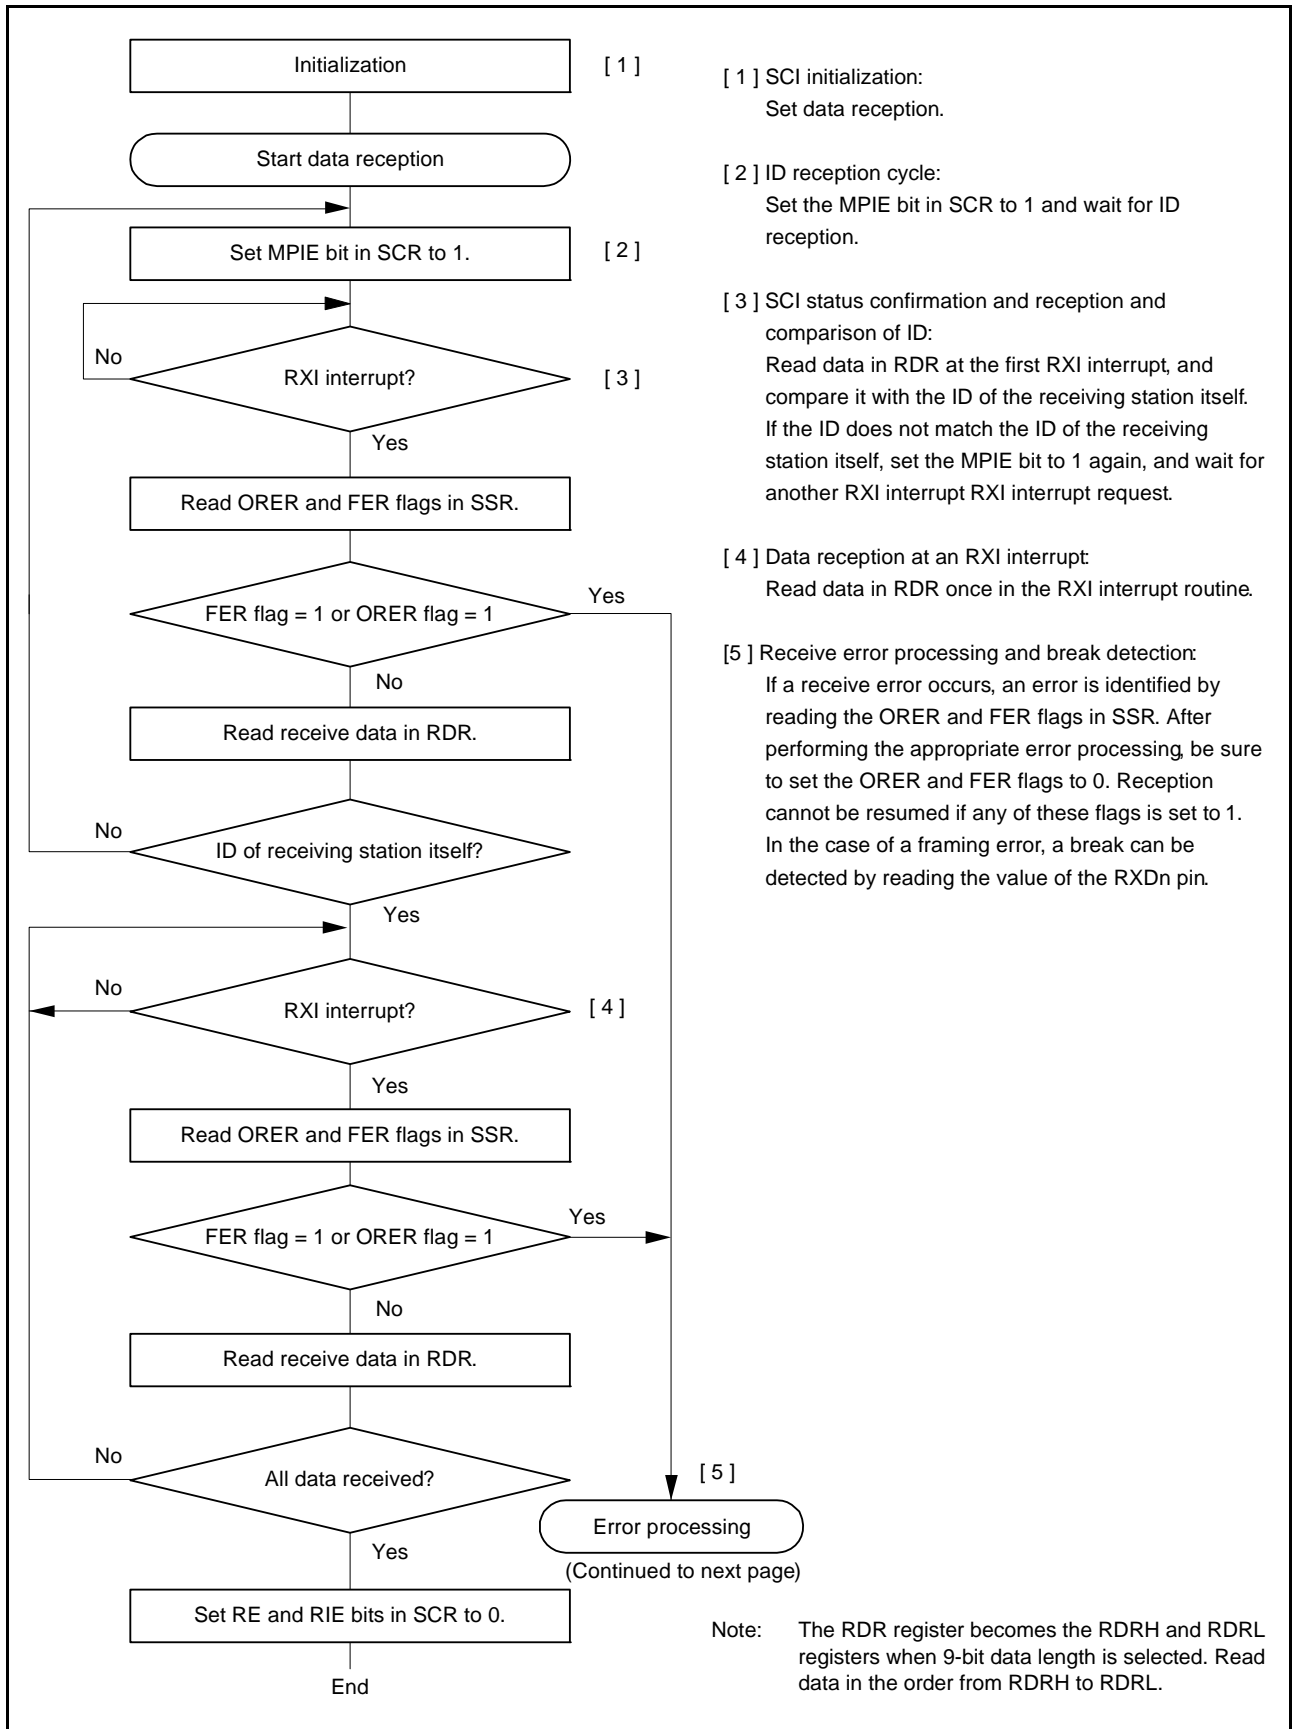 Initialization
[ 1 ]
Start data reception
Set MPIE bit in SCR to 1.
[ 2 ]
No
RXI interrupt?
[ 3 ]
Yes
Read ORER and FER flags in SSR.
FER flag = 1 or ORER flag = 1
Yes
No
Read receive data in RDR.
No
ID of receiving station itself?
Yes
No
RXI interrupt?
[ 4 ]
Yes
Read ORER and FER flags in SSR.
FER flag = 1 or ORER flag = 1
Yes
No
Read receive data in RDR.
No
All data received?
Yes
[ 5 ]
Error processing
(Continued to next page)
Set RE and RIE bits in SCR to 0.
End
[ 1 ] SCI initialization:
Set data reception.
[ 2 ] ID reception cycle:
Set the MPIE bit in SCR to 1 and wait for ID
reception.
[ 3 ] SCI status confirmation and reception and
comparison of ID:
Read data in RDR at the first RXI interrupt, and
compare it with the ID of the receiving station itself.
If the ID does not match the ID of the receiving
station itself, set the MPIE bit to 1 again, and wait for
another RXI interrupt RXI interrupt request.
[ 4 ] Data reception at an RXI interrupt:
Read data in RDR once in the RXI interrupt routine.
[5 ] Receive error processing and break detection:
If a receive error occurs, an error is identified by
reading the ORER and FER flags in SSR. After
performing the appropriate error processing, be sure
to set the ORER and FER flags to 0. Reception
cannot be resumed if any of these flags is set to 1.
In the case of a framing error, a break can be
detected by reading the value of the RXDn pin.
Note: The RDR register becomes the RDRH and RDRL
registers when 9-bit data length is selected. Read
data in the order from RDRH to RDRL.